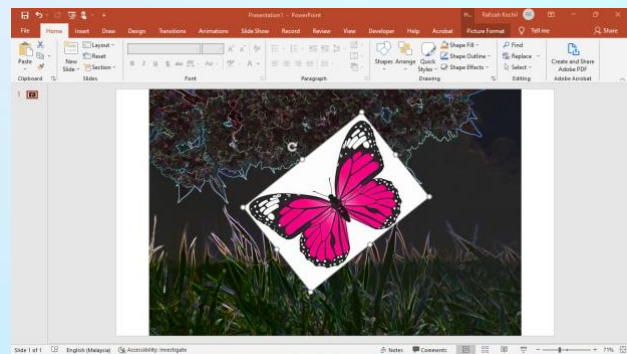 Presentation1 - PowerPoint
Rafizah Kechil
File Home Insert Draw Design Transitions Animations Slide Show Record Review View Developer Help Acrobat Picture Format Tell me Share
Paste
New Slide
Layout
Reset
Section
Shapes Arrange Quick Styles
Shape Fill
Shape Outline
Shape Effects
Find
Replace
Select
Create and Share Adobe PDF
Clipboard Slides Font Paragraph Drawing Editing Adobe Acrobat
1
Slide 1 of 1 English (Malaysia) Accessibility: Investigate Notes Comments 71%